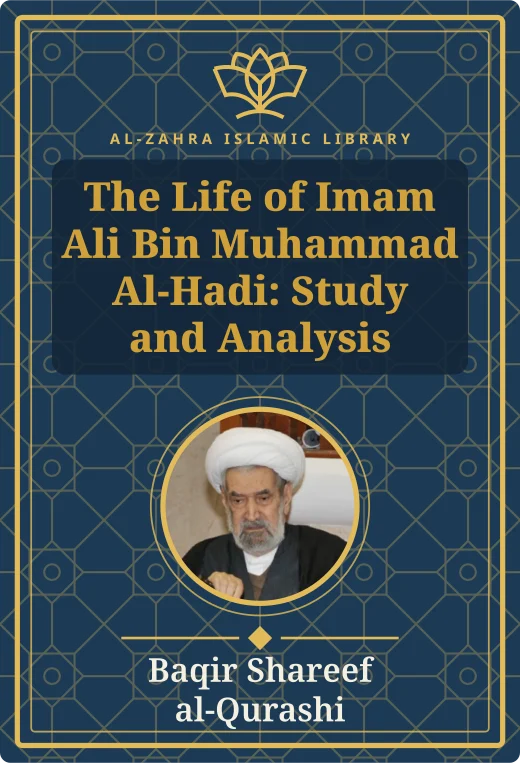 AL-ZAHRA ISLAMIC LIBRARY
The Life of Imam
Ali Bin Muhammad
Al-Hadi: Study
and Analysis
Baqir Shareef
al-Qurashi